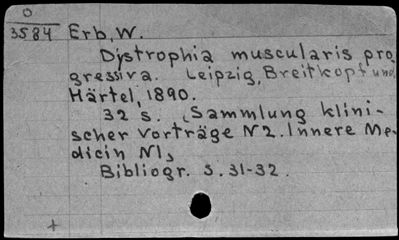 O
3584 Erb, W.
Dystrophia muscularis pro-
gressiva. Leipzig, Breitkopf und
Härtel, 1890.
32 S. (Sammlung klini-
scher Vorträge N 2. Innere Me-
dicin N1)
Bibliogr. S. 31-32.
+